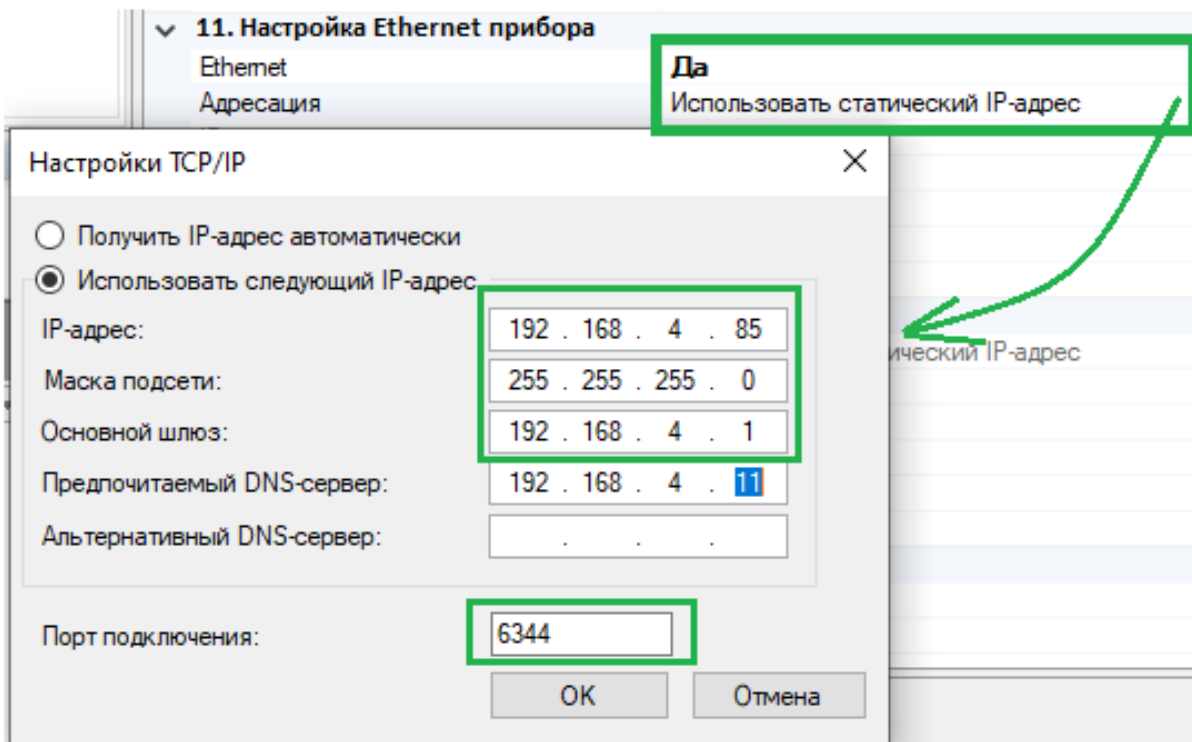 11. Настройка Ethernet прибора
Ethernet Да
Адресация Использовать статический IP-адрес
Настройки TCP/IP
Получить IP-адрес автоматически
Использовать следующий IP-адрес
IP-адрес: 192 . 168 . 4 . 85
ический IP-адрес
Маска подсети: 255 . 255 . 255 . 0
Основной шлюз: 192 . 168 . 4 . 1
Предпочитаемый DNS-сервер: 192 . 168 . 4 . 11
Альтернативный DNS-сервер: . . .
Порт подключения: 6344
OK Отмена